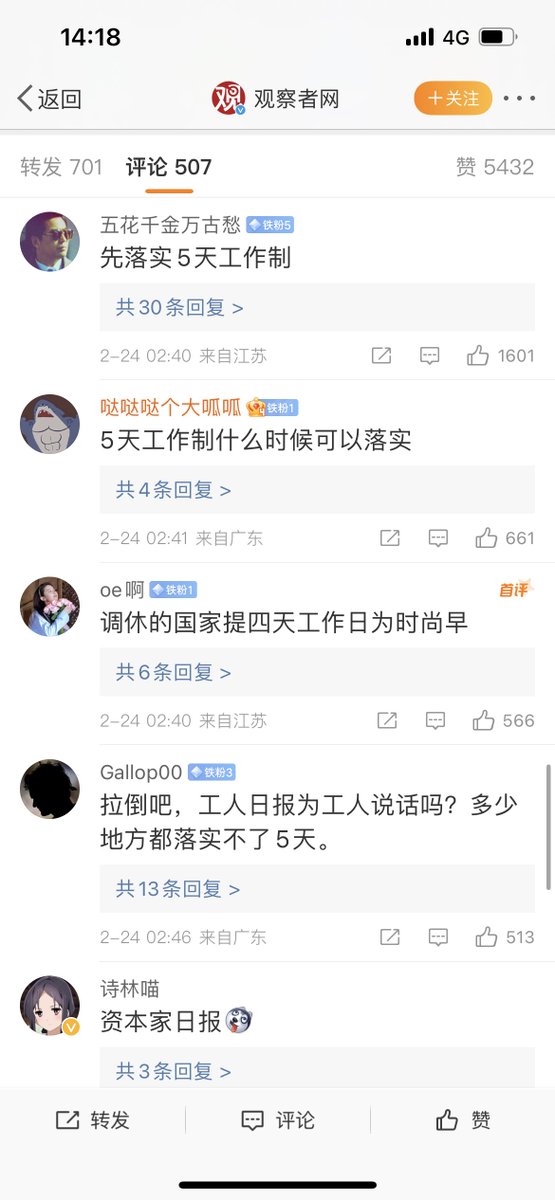 14:18
4G
返回
观
观察者网
+关注
转发 701
评论 507
赞 5432
五花千金万古愁
铁粉5
先落实5天工作制
共30条回复 >
2-24 02:40 来自江苏
1601
哒哒哒个大呱呱
铁粉1
5天工作制什么时候可以落实
共4条回复 >
2-24 02:41 来自广东
661
oe啊
铁粉1
首评
调休的国家提四天工作日为时尚早
共6条回复 >
2-24 02:40 来自江苏
566
Gallop00
铁粉3
拉倒吧，工人日报为工人说话吗？多少
地方都落实不了5天。
共13条回复 >
2-24 02:46 来自广东
513
诗林喵
资本家日报
共3条回复 >
转发
评论
赞